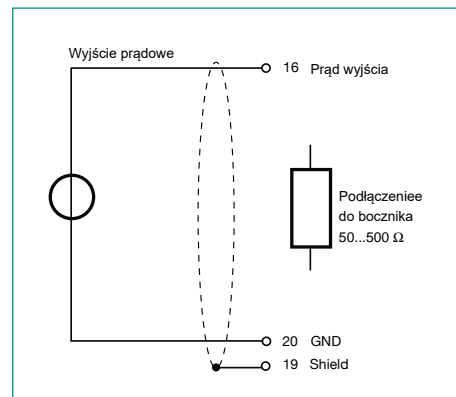 Wyjście prądowe
16 Prąd wyjścia
Podłączeniee
do bocznika
50...500 Ω
20 GND
19 Shield